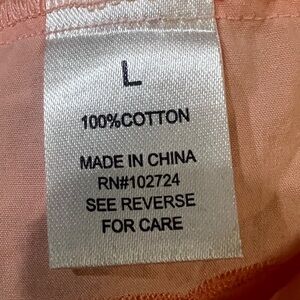 L
100%COTTON
MADE IN CHINA
RN#102724
SEE REVERSE
FOR CARE